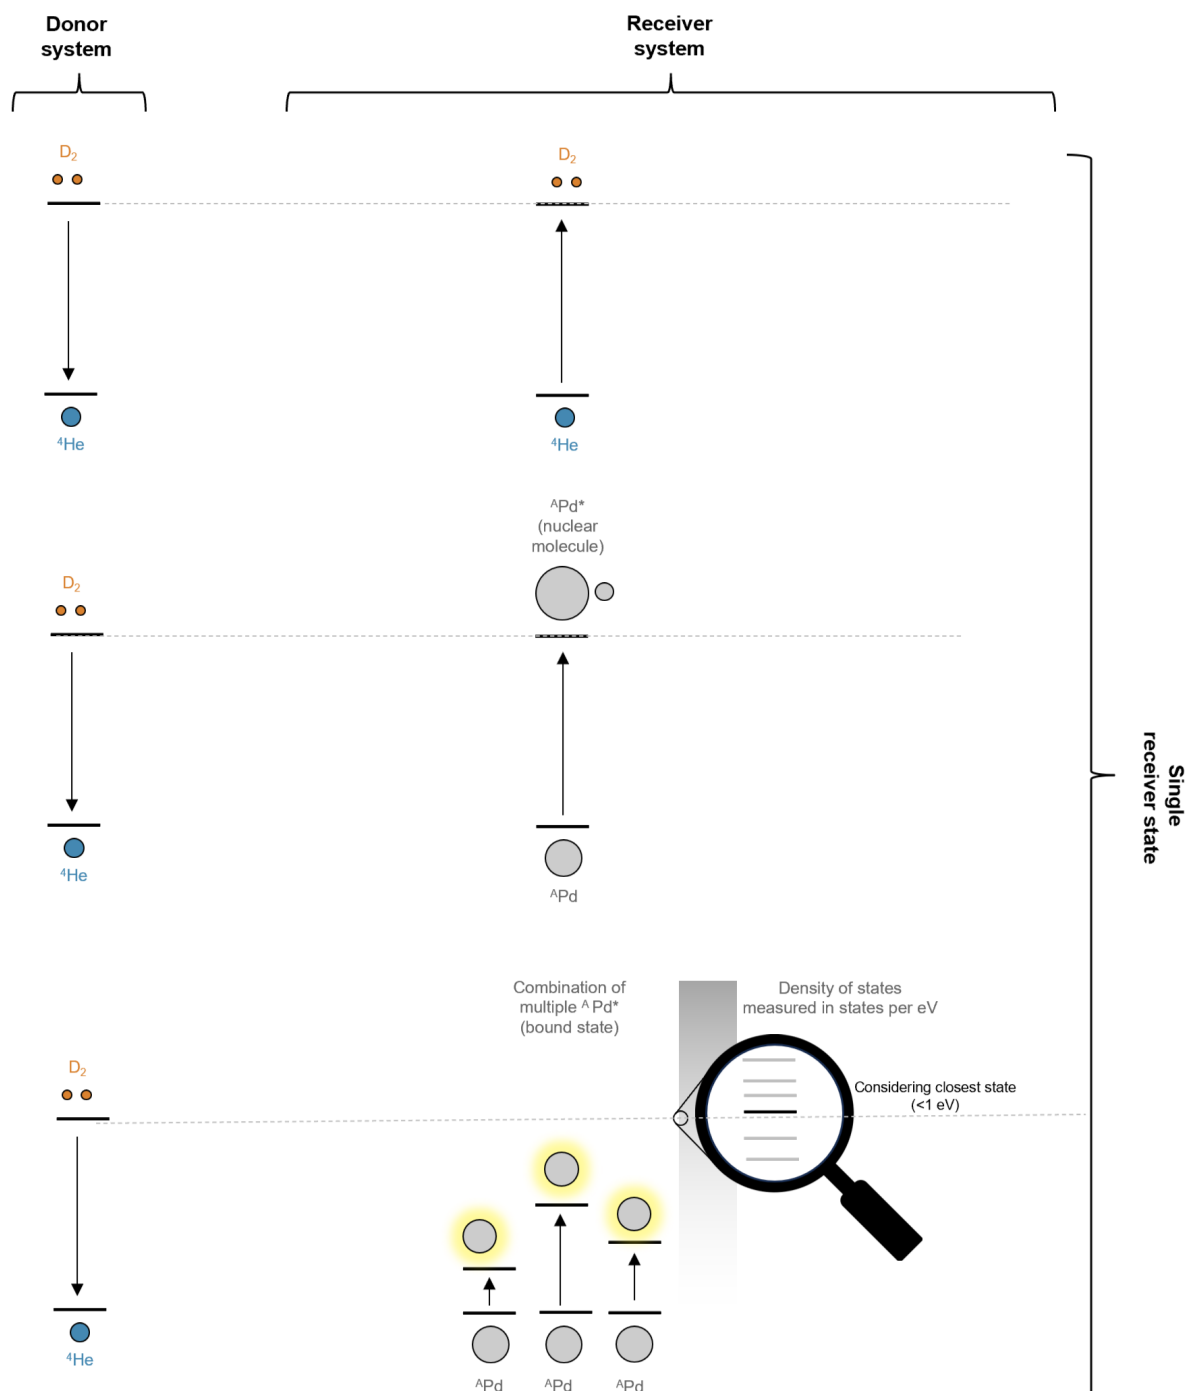 Donor
system
Receiver
system
D₂
D₂
⁴He
⁴He
ᴬPd*
(nuclear
molecule)
D₂
⁴He
ᴬPd
Single
receiver state
Combination of
multiple ᴬ Pd*
(bound state)
Density of states
measured in states per eV
D₂
Considering closest state
(<1 eV)
⁴He
ᴬPd
ᴬPd
ᴬPd